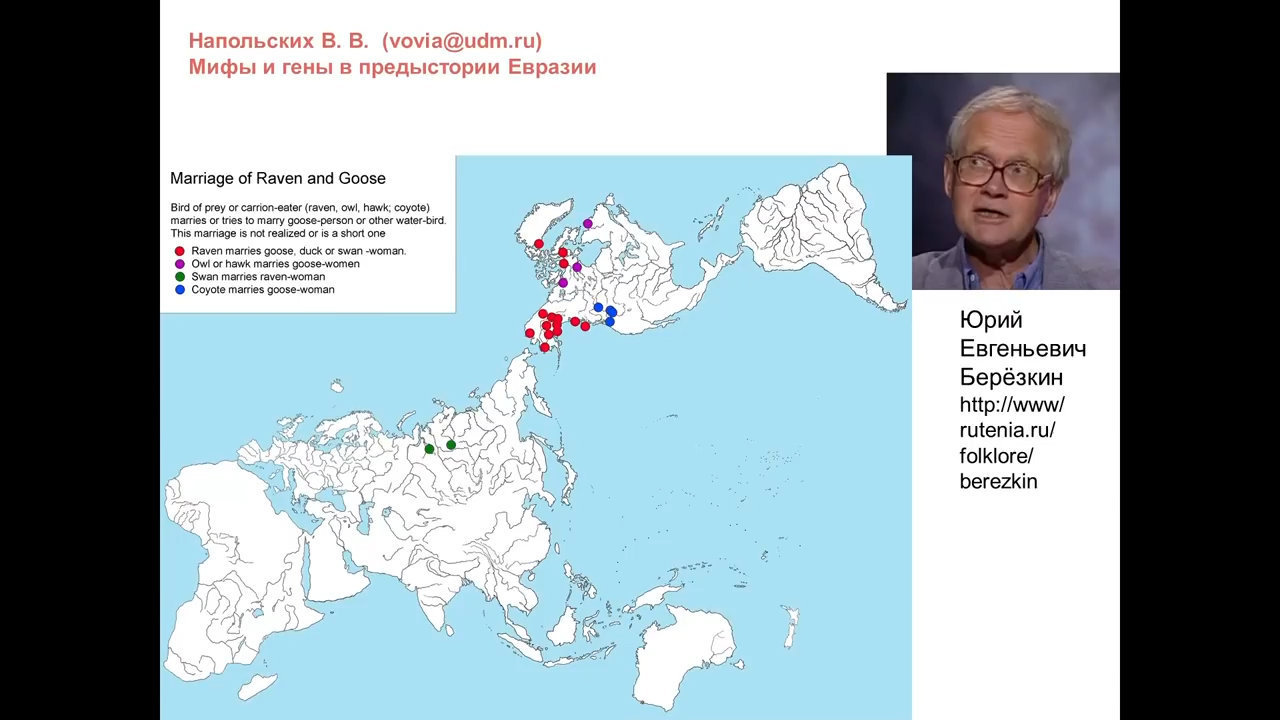 Напольских В. В. (vovia@udm.ru)
Мифы и гены в предыстории Евразии
Marriage of Raven and Goose
Bird of prey or carrion-eater (raven, owl, hawk; coyote)
marries or tries to marry goose-person or other water-bird.
This marriage is not realized or is a short one
Raven marries goose, duck or swan -woman.
Owl or hawk marries goose-women
Swan marries raven-woman
Coyote marries goose-woman
Юрий
Евгеньевич
Берёзкин
http://www/
rutenia.ru/
folklore/
berezkin